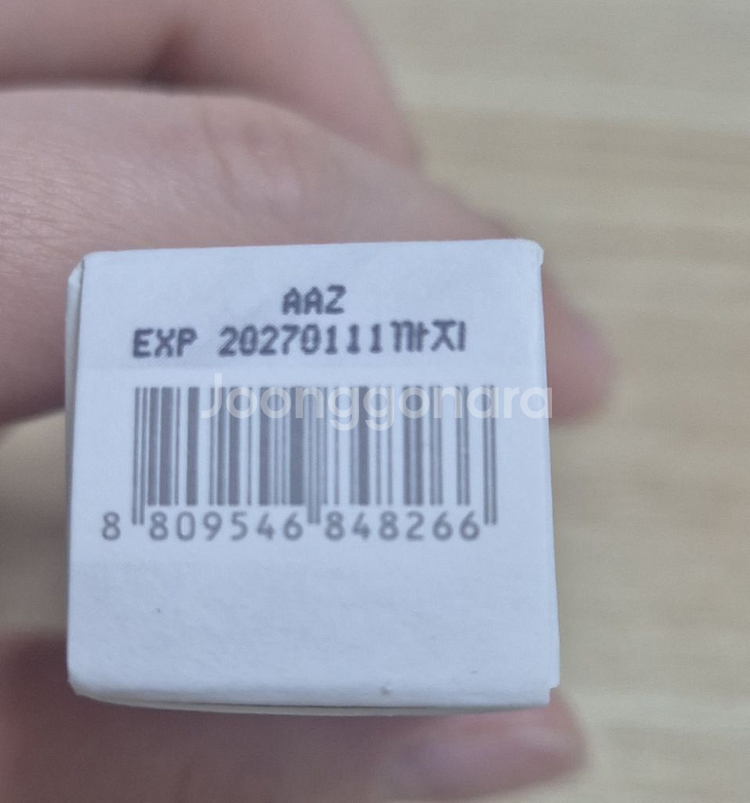 AAZ
EXP 20270111까지
Joonggonara
8 809546 848266